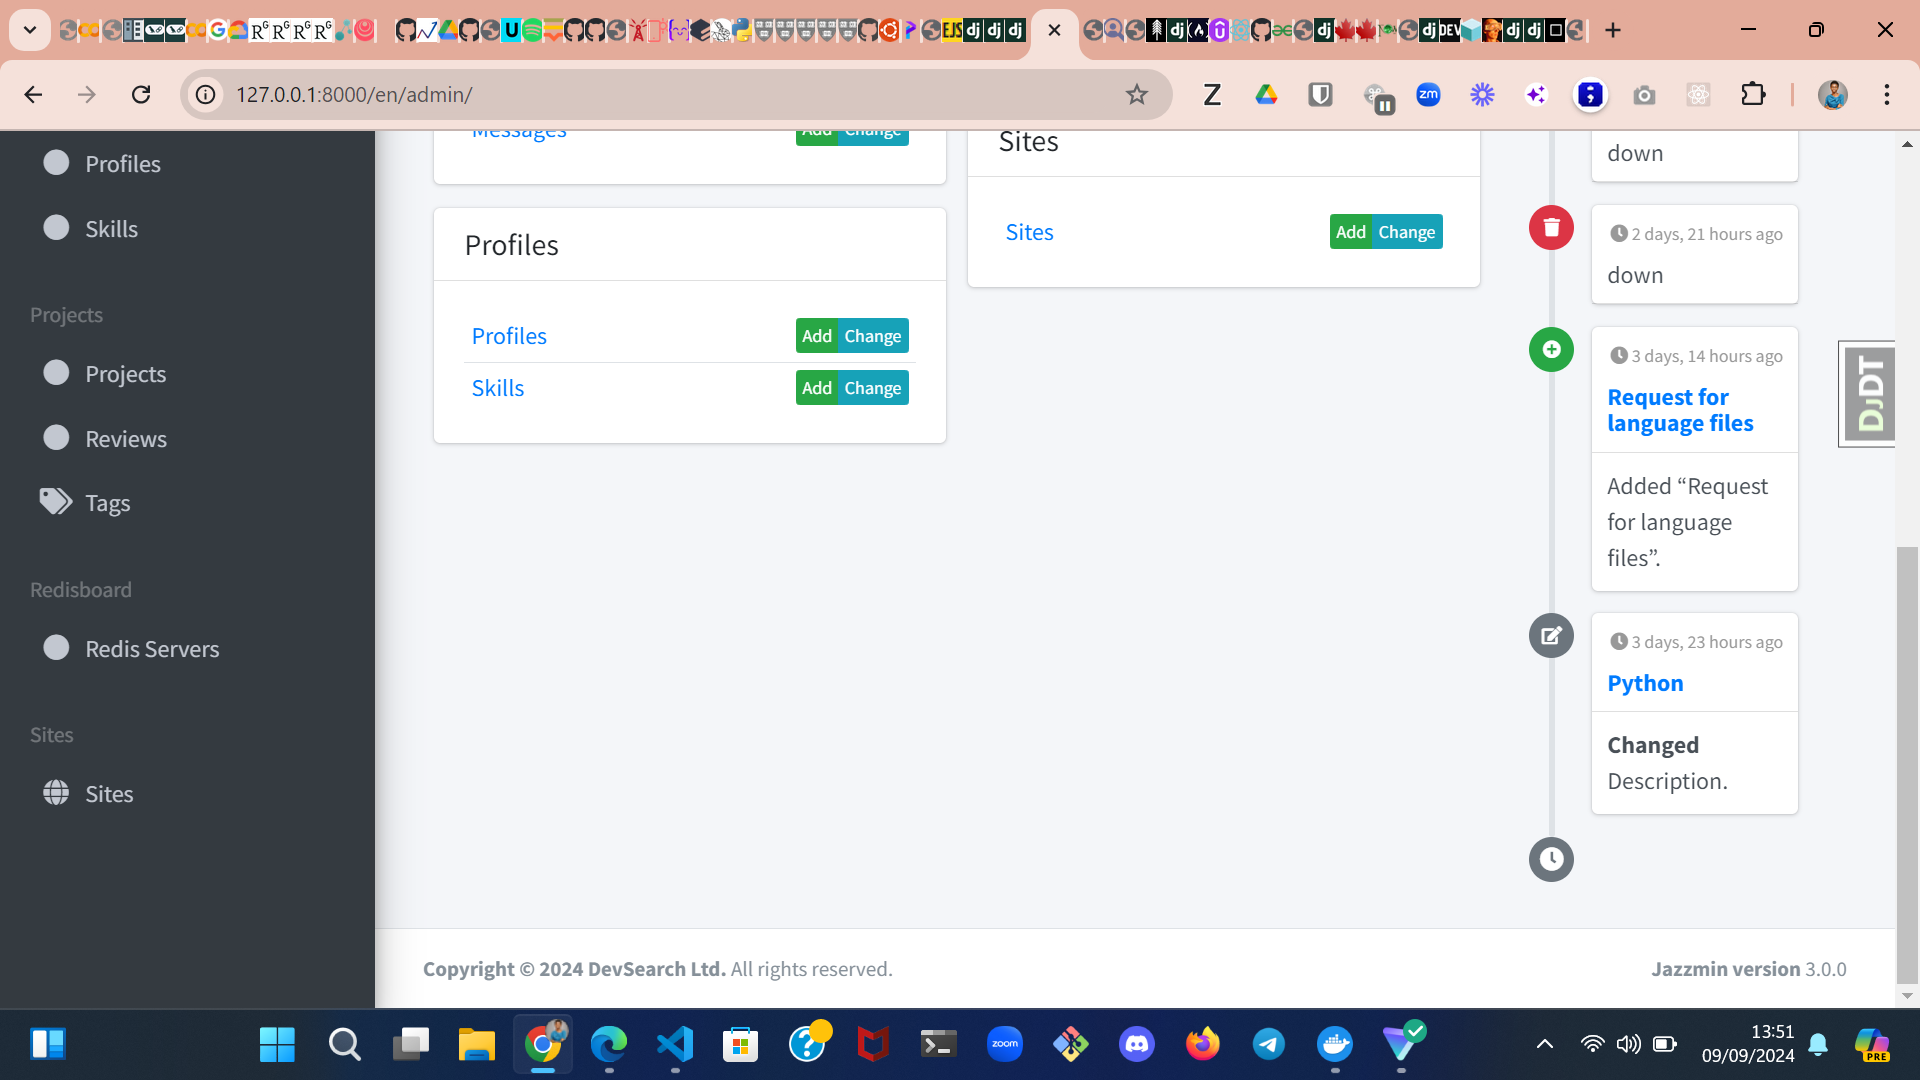 127.0.0.1:8000/en/admin/
Profiles
Skills
Projects
Projects
Reviews
Tags
Redisboard
Redis Servers
Sites
Sites
Messages
Add Change
Profiles
Profiles
Add Change
Skills
Add Change
Sites
Sites
Add Change
down
2 days, 21 hours ago
down
3 days, 14 hours ago
Request for
language files
Added “Request
for language
files”.
3 days, 23 hours ago
Python
Changed
Description.
DJDT
Copyright © 2024 DevSearch Ltd. All rights reserved.
Jazzmin version 3.0.0
zoom
13:51
09/09/2024
PRE